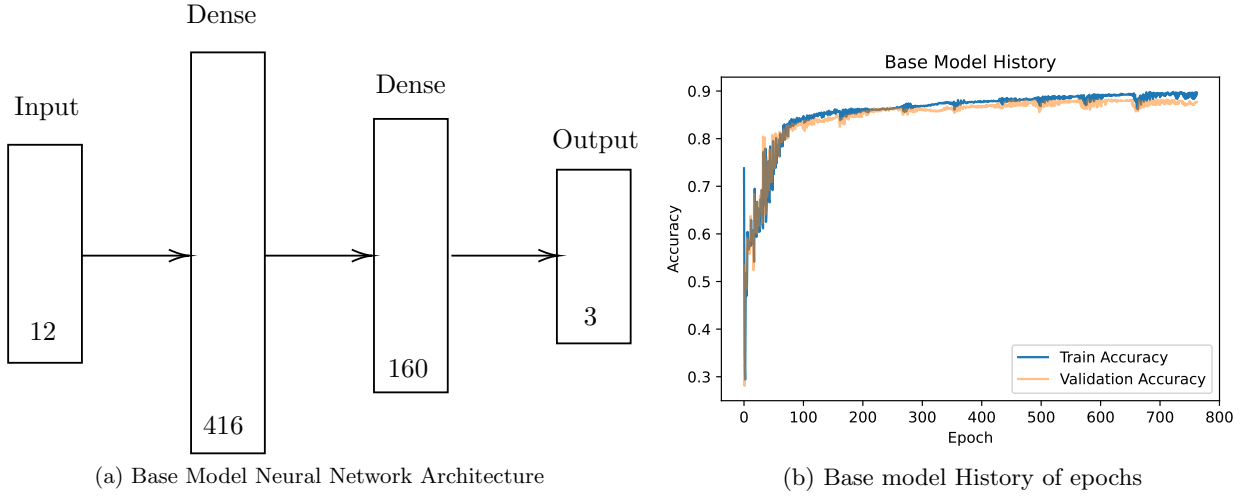 Input
12
Dense
416
Dense
160
Output
3
(a) Base Model Neural Network Architecture
Base Model History
Accuracy
0.9
0.8
0.7
0.6
0.5
0.4
0.3
0 100 200 300 400 500 600 700 800
Epoch
Train Accuracy
Validation Accuracy
(b) Base model History of epochs